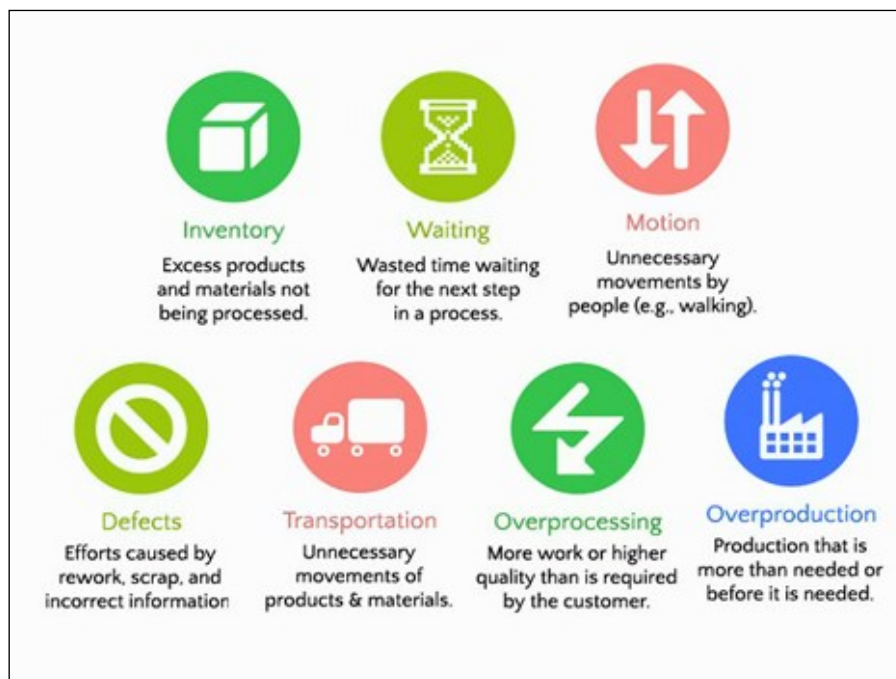 Inventory
Excess products
and materials not
being processed.
Waiting
Wasted time waiting
for the next step
in a process.
Motion
Unnecessary
movements by
people (e.g., walking).
Defects
Efforts caused by
rework, scrap, and
incorrect information
Transportation
Unnecessary
movements of
products & materials.
Overprocessing
More work or higher
quality than is required
by the customer.
Overproduction
Production that is
more than needed or
before it is needed.